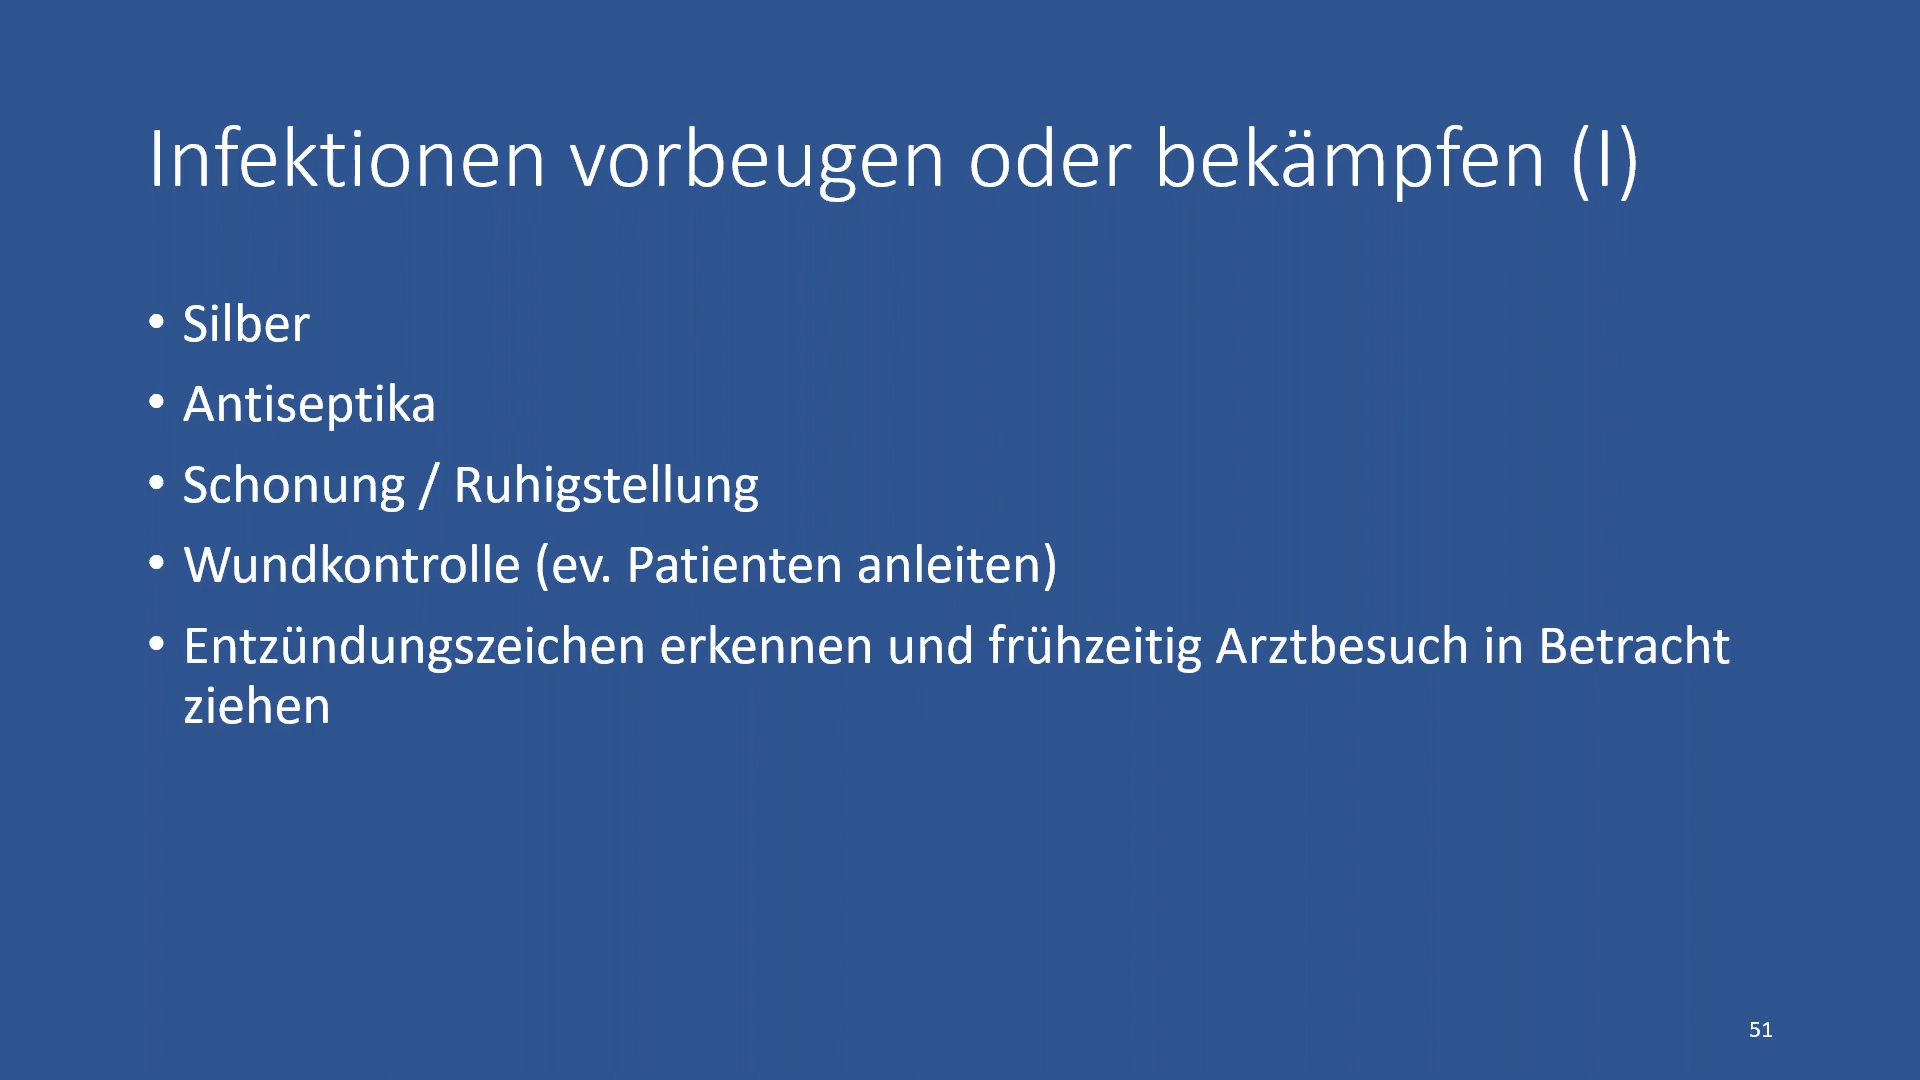 Infektionen vorbeugen oder bekämpfen (I)
• Silber
• Antiseptika
• Schonung / Ruhigstellung
• Wundkontrolle (ev. Patienten anleiten)
• Entzündungszeichen erkennen und frühzeitig Arztbesuch in Betracht
ziehen
51